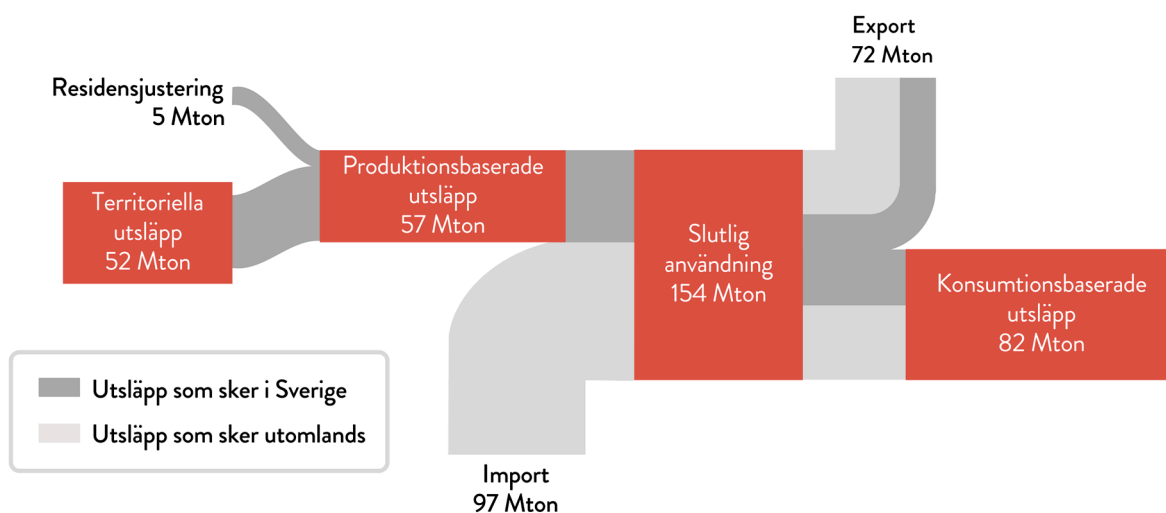 Export
72 Mton
Residensjustering
5 Mton
Produktionsbaserade
utsläpp
57 Mton
Territoriella
utsläpp
52 Mton
Slutlig
användning
154 Mton
Konsumtionsbaserade
utsläpp
82 Mton
Utsläpp som sker i Sverige
Utsläpp som sker utomlands
Import
97 Mton